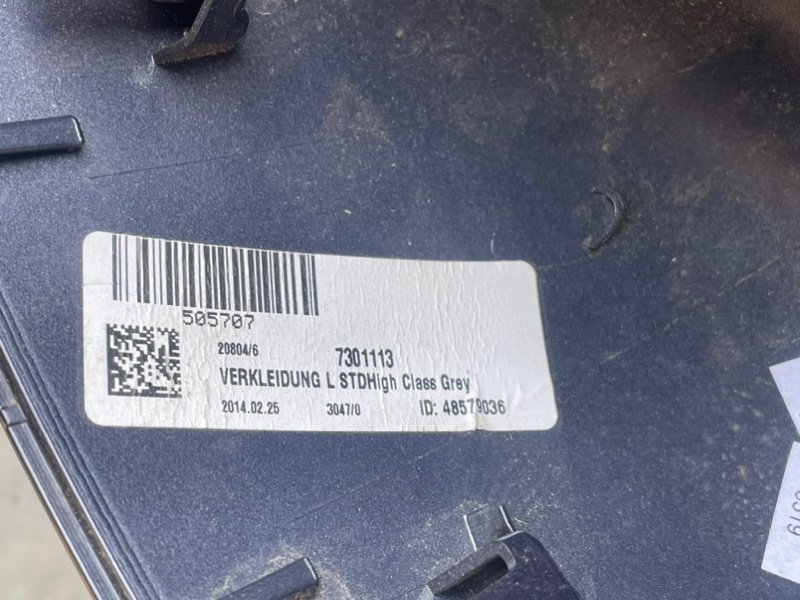 505707
20804/6
7301113
VERKLEIDUNG L STDHigh Class Grey
2014.02.25
3047/0
ID: 48579036